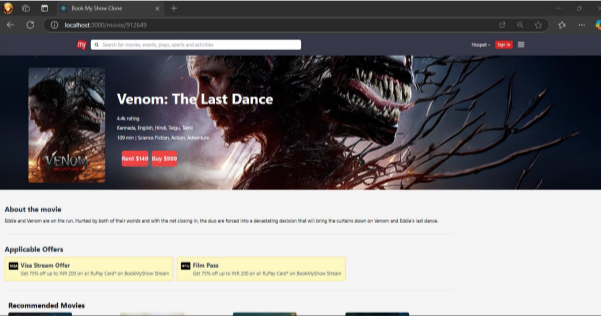 Book My Show Clone
localhost:3000/movie/912649
my
Search for movies, events, plays, sports and activities
Hospet
Sign In
Venom: The Last Dance
4.4k rating
Kannada, English, Hindi, Telgu, Tamil
109 min | Science Fiction, Action, Adventure
Rent $149 Buy $999
VENOM
About the movie
Eddie and Venom are on the run. Hunted by both of their worlds and with the net closing in, the duo are forced into a devastating decision that will bring the curtains down on Venom and Eddie's last dance.
Applicable Offers
Visa Stream Offer
Get 75% off up to INR 200 on all RuPay Card* on BookMyShow Stream
Film Pass
Get 75% off up to INR 200 on all RuPay Card* on BookMyShow Stream
Recommended Movies